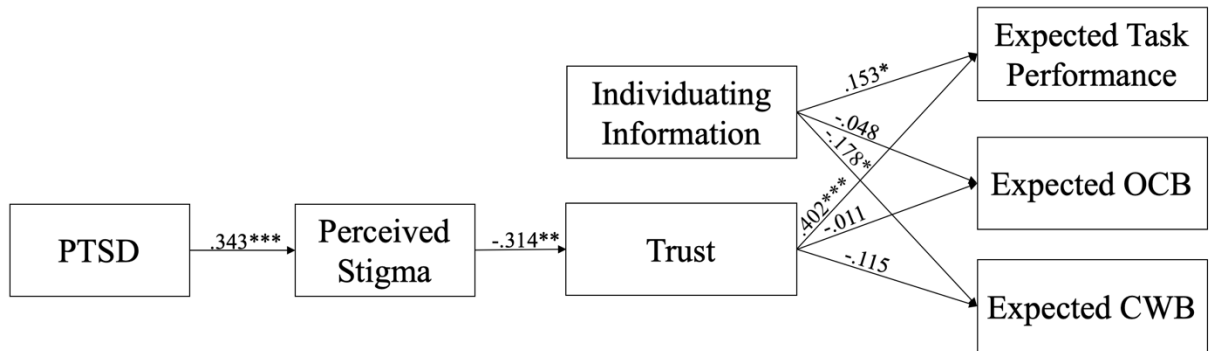 Expected Task
Performance
Individuating
Information
.153*
-.048
-.178*
Expected OCB
PTSD
.343***
Perceived
Stigma
-.314**
Trust
.402***
-.011
-.115
Expected CWB